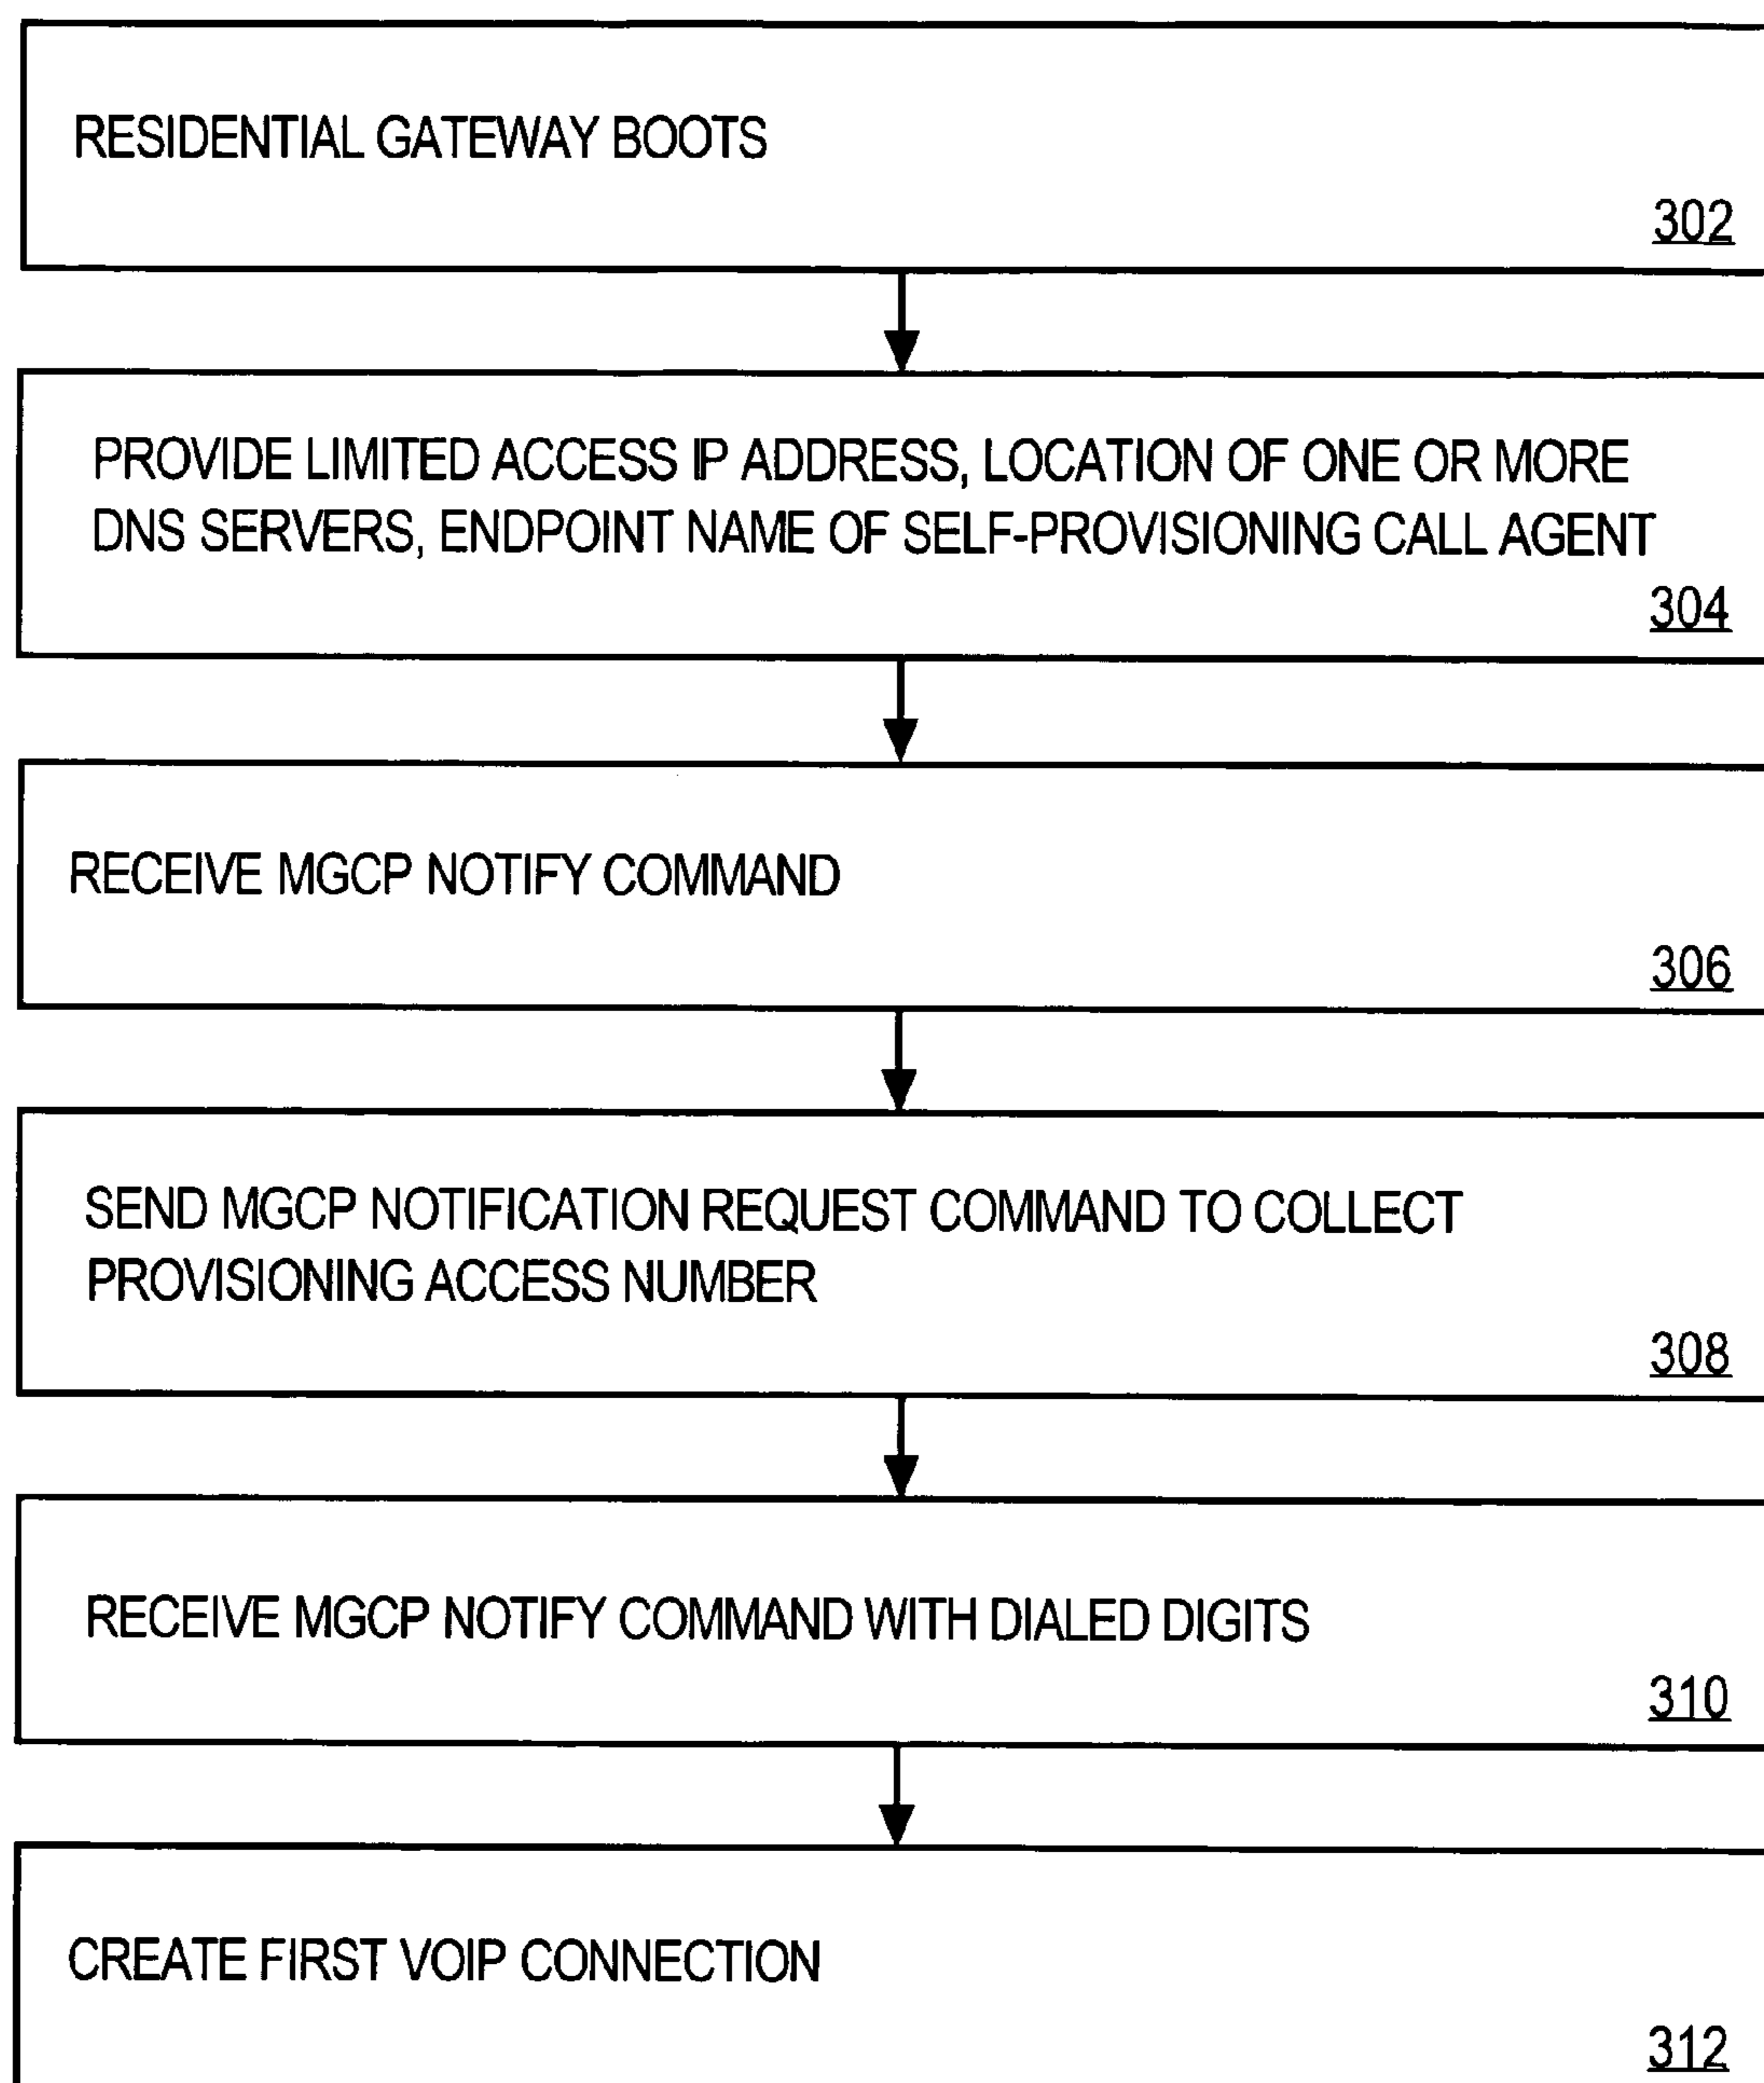 RESIDENTIAL GATEWAY BOOTS
302
PROVIDE LIMITED ACCESS IP ADDRESS, LOCATION OF ONE OR MORE
DNS SERVERS, ENDPOINT NAME OF SELF-PROVISIONING CALL AGENT
304
RECEIVE MGCP NOTIFY COMMAND
306
SEND MGCP NOTIFICATION REQUEST COMMAND TO COLLECT
PROVISIONING ACCESS NUMBER
308
RECEIVE MGCP NOTIFY COMMAND WITH DIALED DIGITS
310
CREATE FIRST VOIP CONNECTION
312